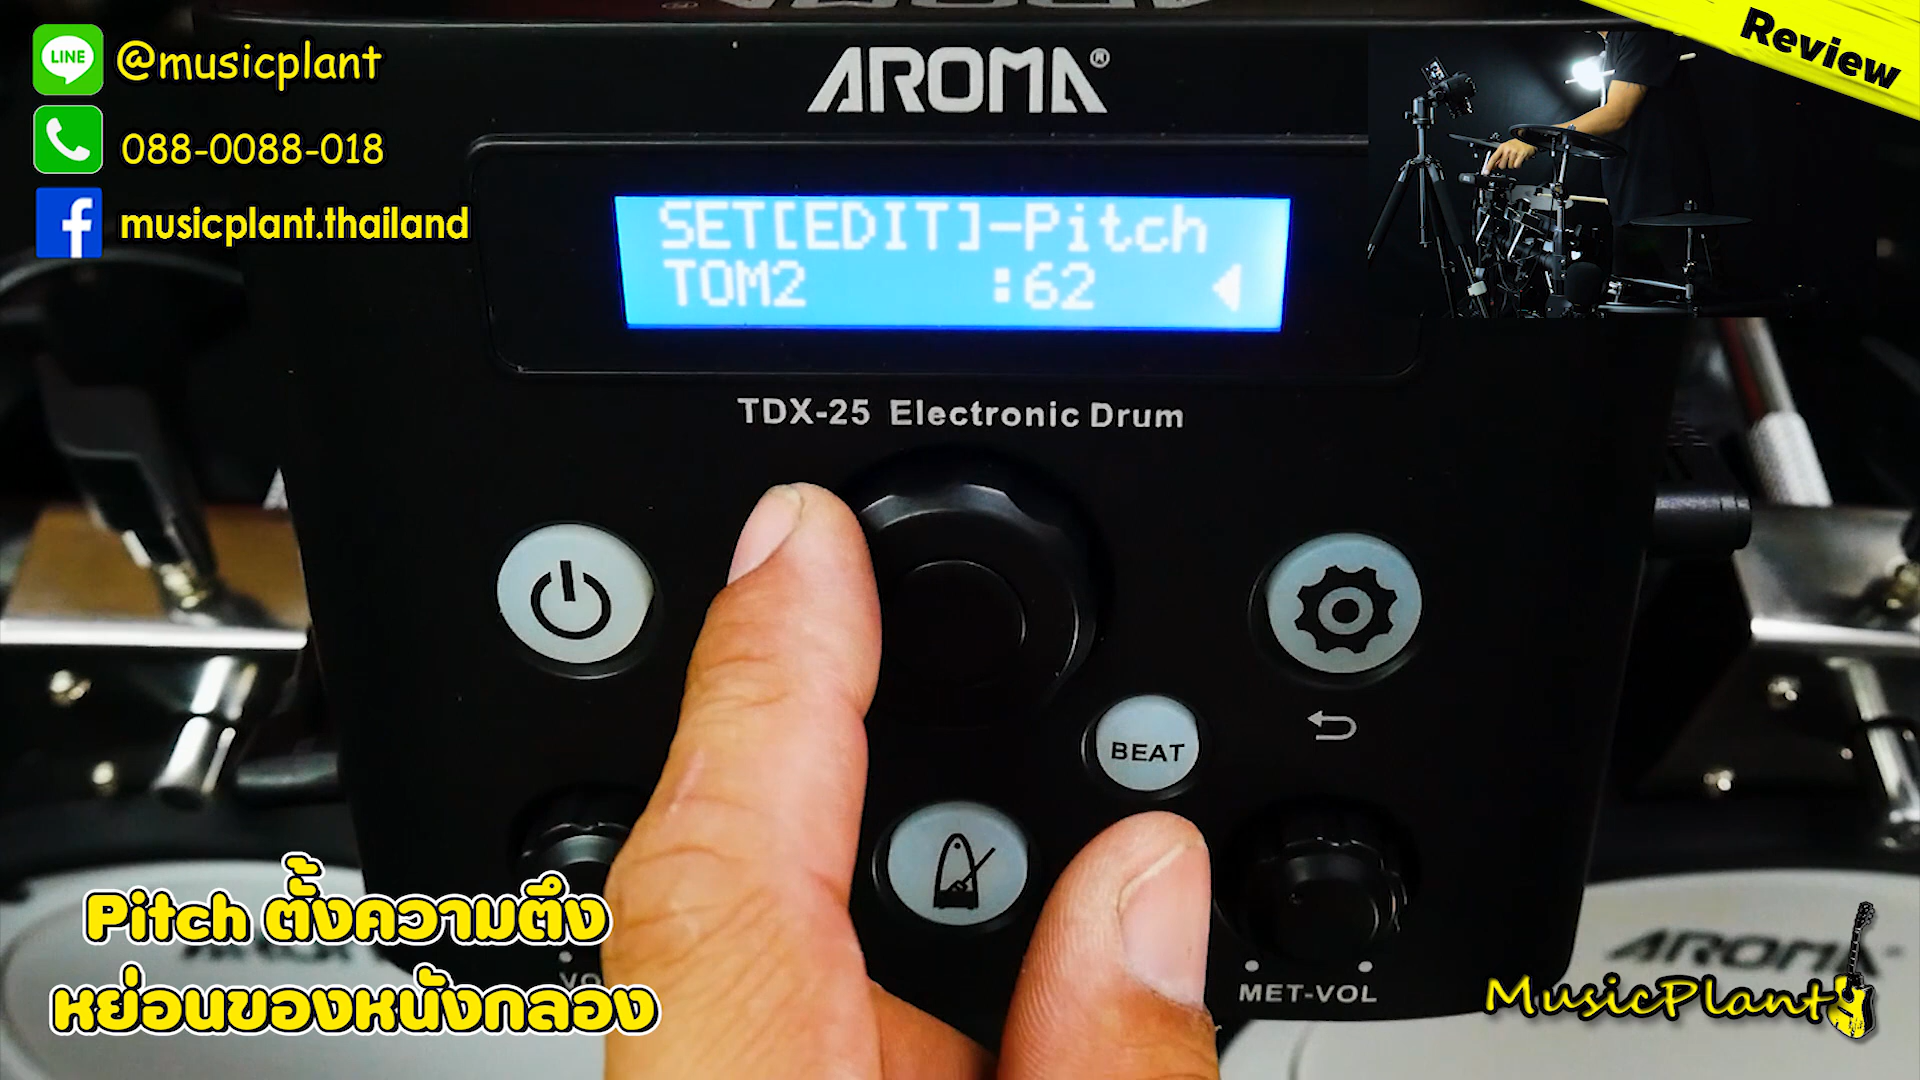 LINE @musicplant
088-0088-018
musicplant.thailand
Review
AROMA®
SET[EDIT]-Pitch
TOM2 :62
TDX-25 Electronic Drum
BEAT
MET-VOL
Pitch ตั้งความตึง
หย่อนของหนังกลอง
AROMA
MusicPlant